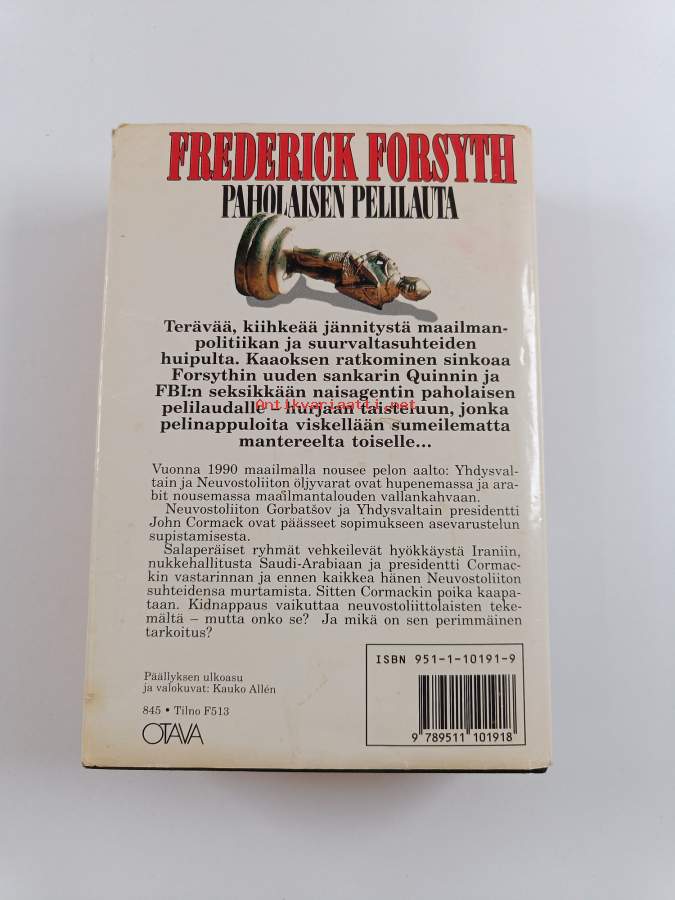 FREDERICK FORSYTH
PAHOLAISEN PELILAUTA
Terävää, kiihkeää jännitystä maailman-
politiikan ja suurvaltasuhteiden
huipulta. Kaaoksen ratkominen sinkoaa
Forsythin uuden sankarin Quinnin ja
FBI:n seksikkään naisagentin paholaisen
pelilaudalle – hurjaan taisteluun, jonka
Antikvariaatti.net
pelinappuloita viskellään sumeilematta
mantereelta toiselle...
Vuonna 1990 maailmalla nousee pelon aalto: Yhdysval-
tain ja Neuvostoliiton öljyvarat ovat hupenemassa ja ara-
bit nousemassa maailmantalouden vallankahvaan.
Neuvostoliiton Gorbatšov ja Yhdysvaltain presidentti
John Cormack ovat päässeet sopimukseen asevarustelun
supistamisesta.
Salaperäiset ryhmät vehkeilevät hyökkäystä Iraniin,
nukkehallitusta Saudi-Arabiaan ja presidentti Cormac-
kin vastarinnan ja ennen kaikkea hänen Neuvostoliiton
suhteidensa murtamista. Sitten Cormackin poika kaapa-
taan. Kidnappaus vaikuttaa neuvostoliittolaisten teke-
mältä – mutta onko se? Ja mikä on sen perimmäinen
tarkoitus?
ISBN 951-1-10191-9
9 789511 101918
Päällyksen ulkoasu
ja valokuvat: Kauko Allén
845 • Tilno F513
OTAVA